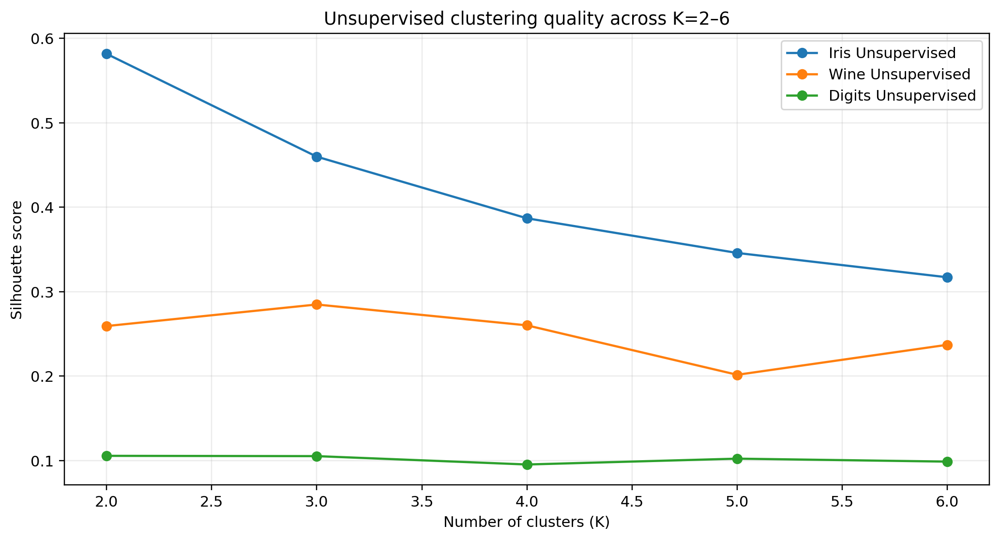 Unsupervised clustering quality across K=2–6
Iris Unsupervised
Wine Unsupervised
Digits Unsupervised
Silhouette score
0.6
0.5
0.4
0.3
0.2
0.1
2.0 2.5 3.0 3.5 4.0 4.5 5.0 5.5 6.0
Number of clusters (K)